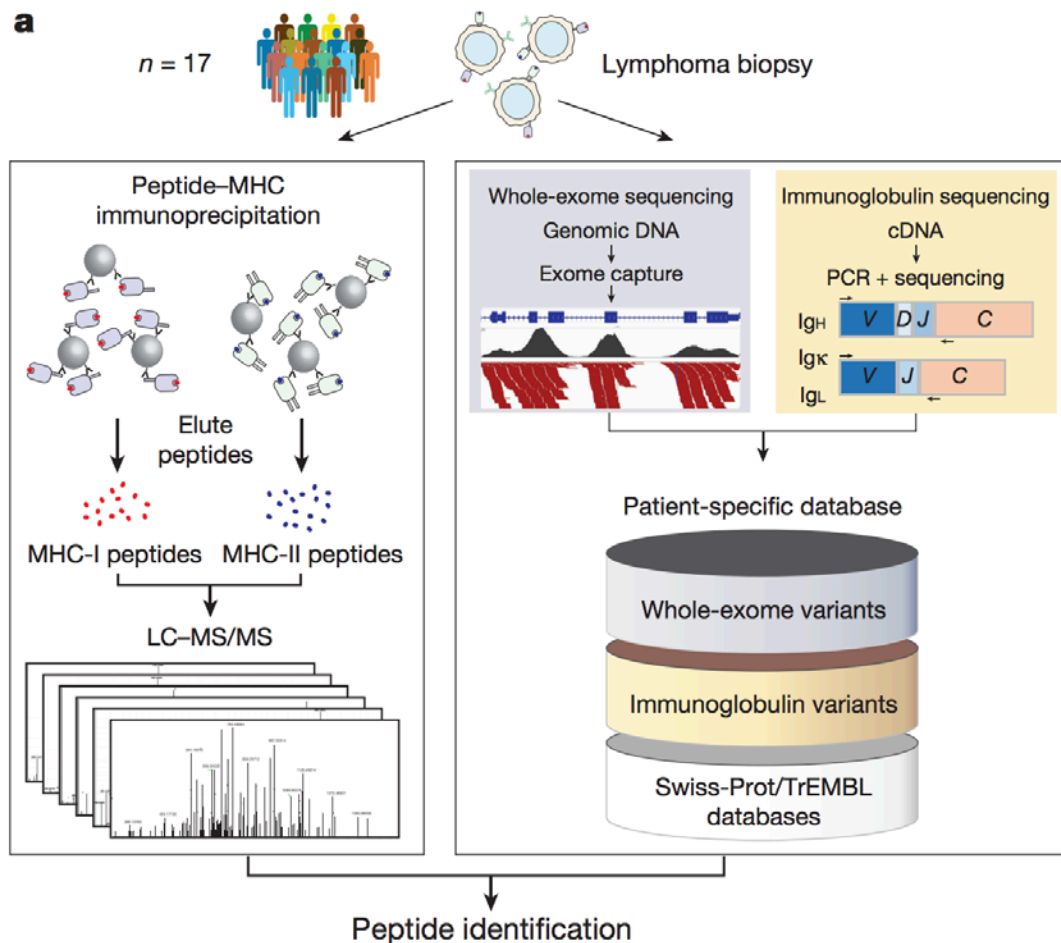 a
n = 17
Lymphoma biopsy
Peptide–MHC
immunoprecipitation
Elute
peptides
MHC-I peptides
MHC-II peptides
LC–MS/MS
Whole-exome sequencing
Genomic DNA
Exome capture
Immunoglobulin sequencing
cDNA
PCR + sequencing
IgH
V D J C
Igκ
IgL
V J C
Patient-specific database
Whole-exome variants
Immunoglobulin variants
Swiss-Prot/TrEMBL
databases
Peptide identification